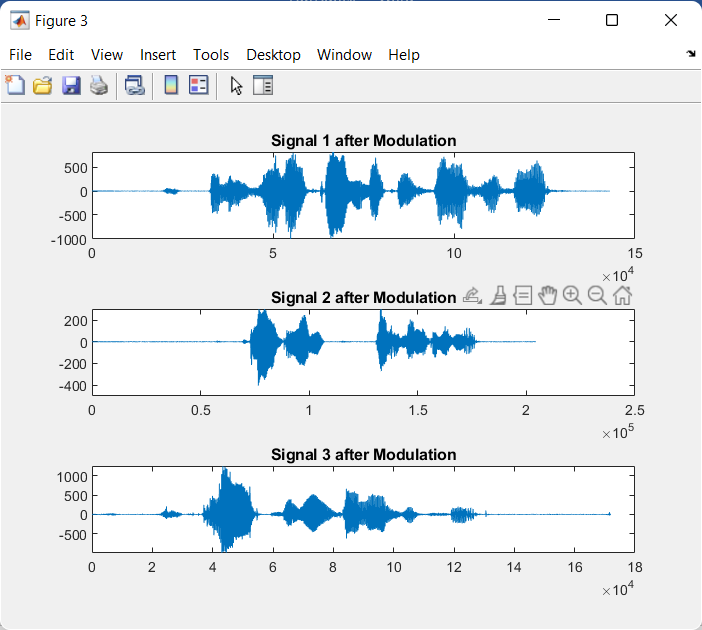 Figure 3
File Edit View Insert Tools Desktop Window Help
Signal 1 after Modulation
500
0
-500
-1000
0 5 10 15
×10^4
Signal 2 after Modulation
200
0
-200
-400
0 0.5 1 1.5 2 2.5
×10^5
Signal 3 after Modulation
1000
500
0
-500
0 2 4 6 8 10 12 14 16 18
×10^4